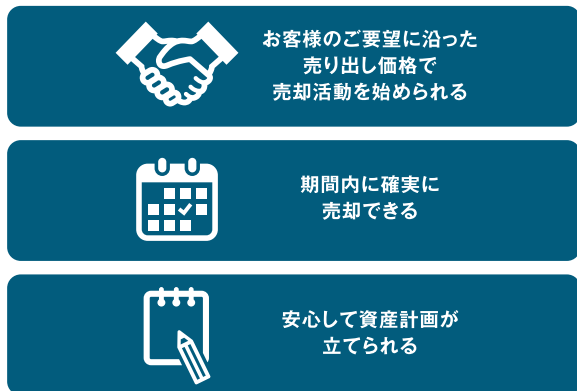 お客様のご要望に沿った
売り出し価格で
売却活動を始められる
期間内に確実に
売却できる
安心して資産計画が
立てられる